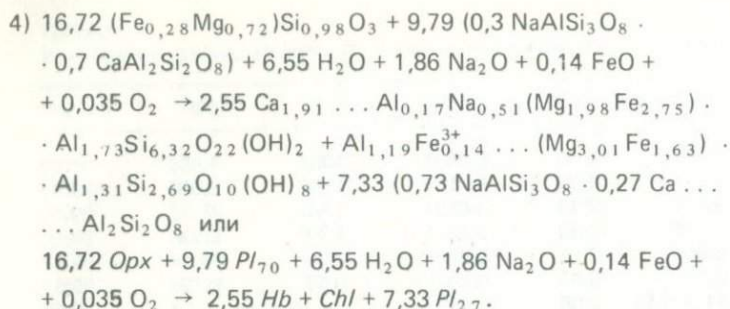 4) 16,72 (Fe₀,₂₈Mg₀,₇₂)Si₀,₉₈O₃ + 9,79 (0,3 NaAlSi₃O₈ ·
· 0,7 CaAl₂Si₂O₈) + 6,55 H₂O + 1,86 Na₂O + 0,14 FeO +
+ 0,035 O₂ → 2,55 Ca₁,₉₁ ... Al₀,₁₇Na₀,₅₁ (Mg₁,₉₈Fe₂,₇₅) ·
· Al₁,₇₃Si₆,₃₂O₂₂(OH)₂ + Al₁,₁₉Fe³⁺₀,₁₄ ... (Mg₃,₀₁Fe₁,₆₃) ·
· Al₁,₃₁Si₂,₆₉O₁₀(OH)₈ + 7,33 (0,73 NaAlSi₃O₈ · 0,27 Ca ...
... Al₂Si₂O₈ или
16,72 Opx + 9,79 Pl₇₀ + 6,55 H₂O + 1,86 Na₂O + 0,14 FeO +
+ 0,035 O₂ → 2,55 Hb + Chl + 7,33 Pl₂,₇.